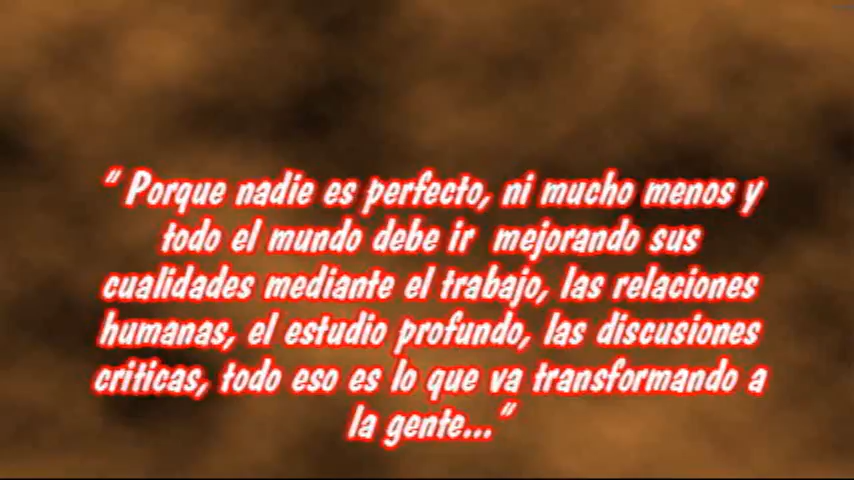 " Porque nadie es perfecto, ni mucho menos y
todo el mundo debe ir mejorando sus
cualidades mediante el trabajo, las relaciones
humanas, el estudio profundo, las discusiones
criticas, todo eso es lo que va transformando a
la gente..."